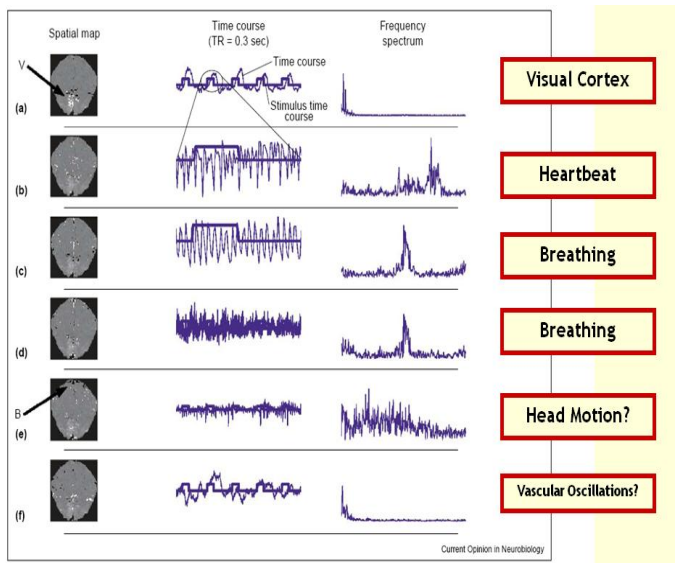 Spatial map
Time course
(TR = 0.3 sec)
Frequency
spectrum
V
Time course
Stimulus time
course
(a)
Visual Cortex
(b)
Heartbeat
(c)
Breathing
(d)
Breathing
B
(e)
Head Motion?
(f)
Vascular Oscillations?
Current Opinion in Neurobiology